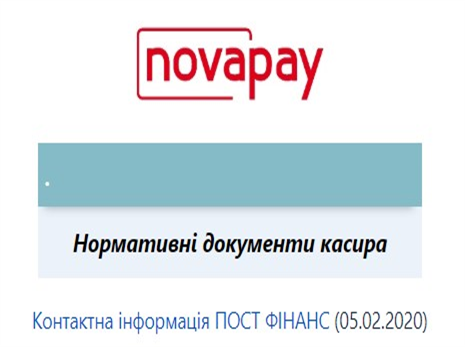 novapay
Нормативні документи касира
Контактна інформація ПОСТ ФІНАНС (05.02.2020)